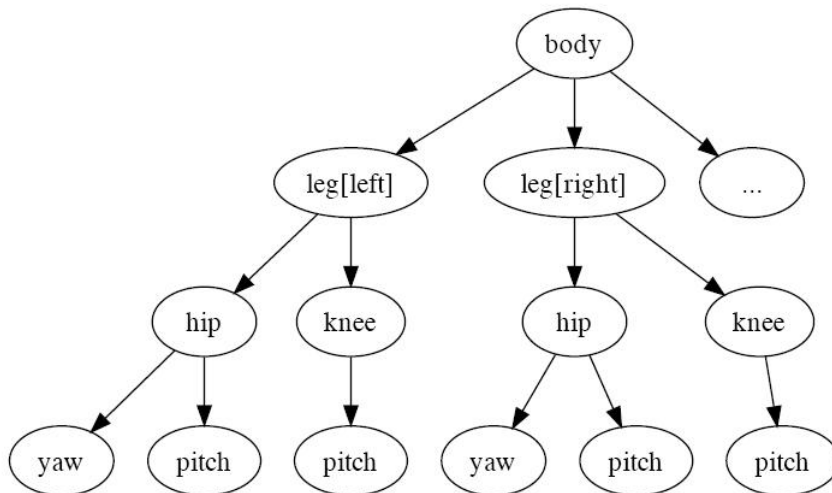 body
leg[left] leg[right] ...
hip knee hip knee
yaw pitch pitch yaw pitch pitch